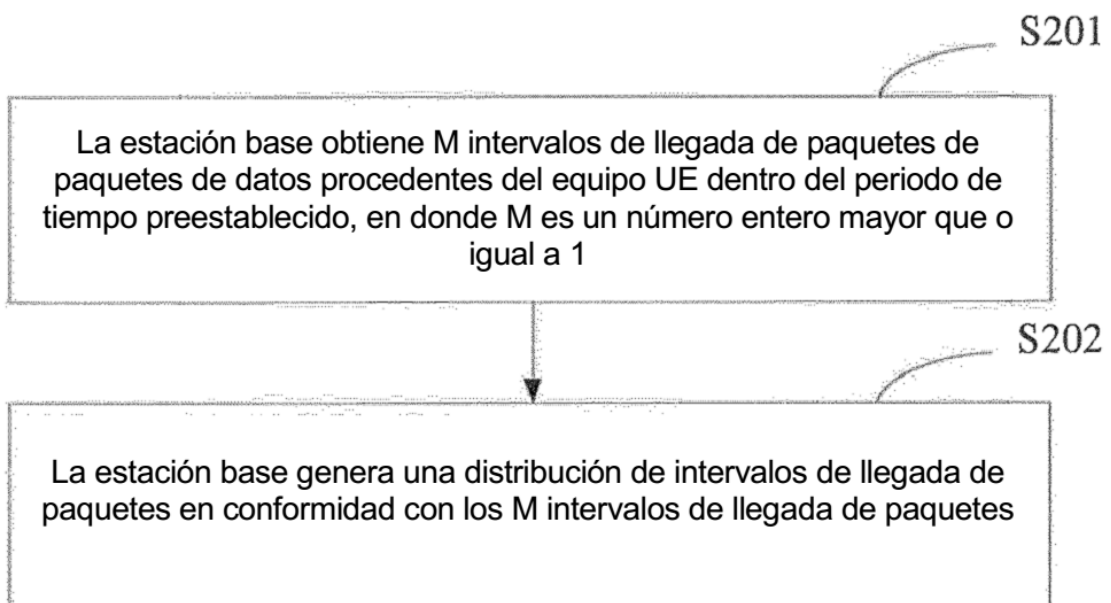 S201
La estación base obtiene M intervalos de llegada de paquetes de
paquetes de datos procedentes del equipo UE dentro del periodo de
tiempo preestablecido, en donde M es un número entero mayor que o
igual a 1
S202
La estación base genera una distribución de intervalos de llegada de
paquetes en conformidad con los M intervalos de llegada de paquetes